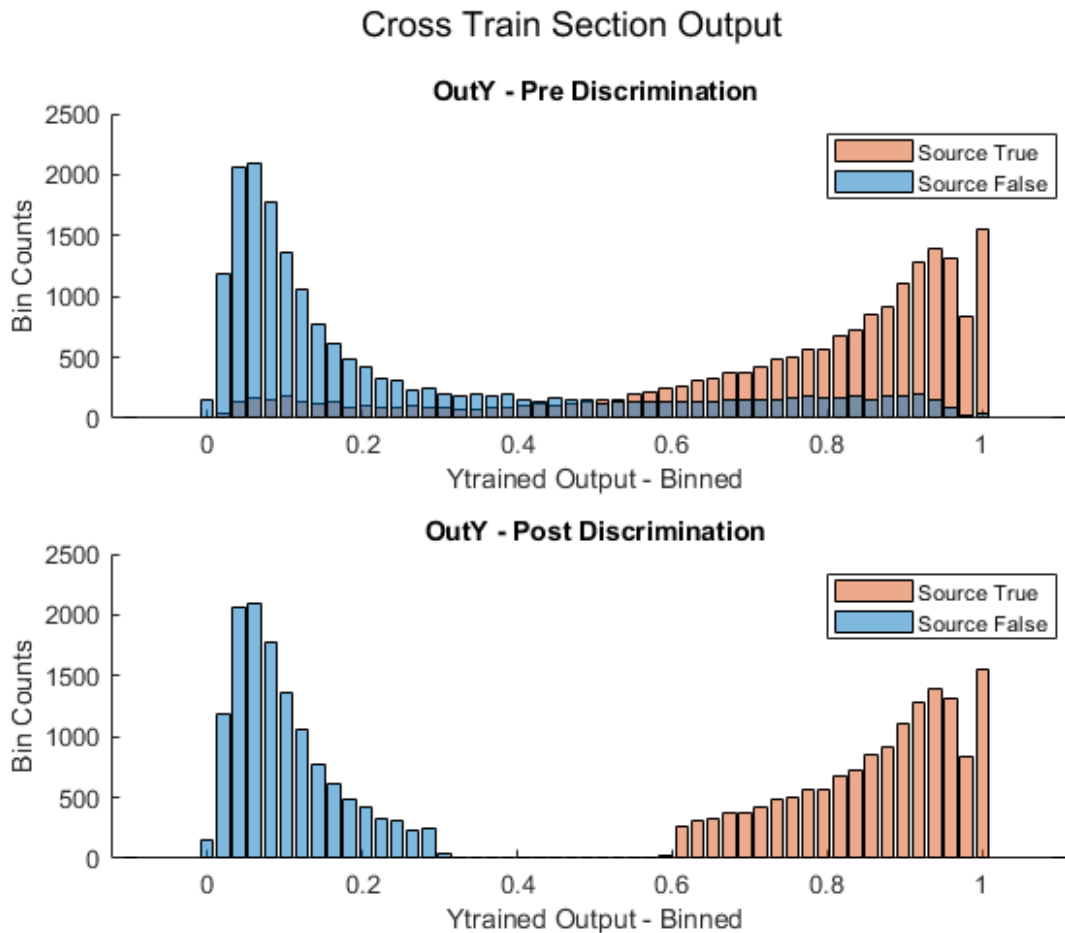 Cross Train Section Output
OutY - Pre Discrimination
2500
2000
1500
1000
500
0
Bin Counts
Source True
Source False
0 0.2 0.4 0.6 0.8 1
Ytrained Output - Binned
OutY - Post Discrimination
2500
2000
1500
1000
500
0
Bin Counts
Source True
Source False
0 0.2 0.4 0.6 0.8 1
Ytrained Output - Binned